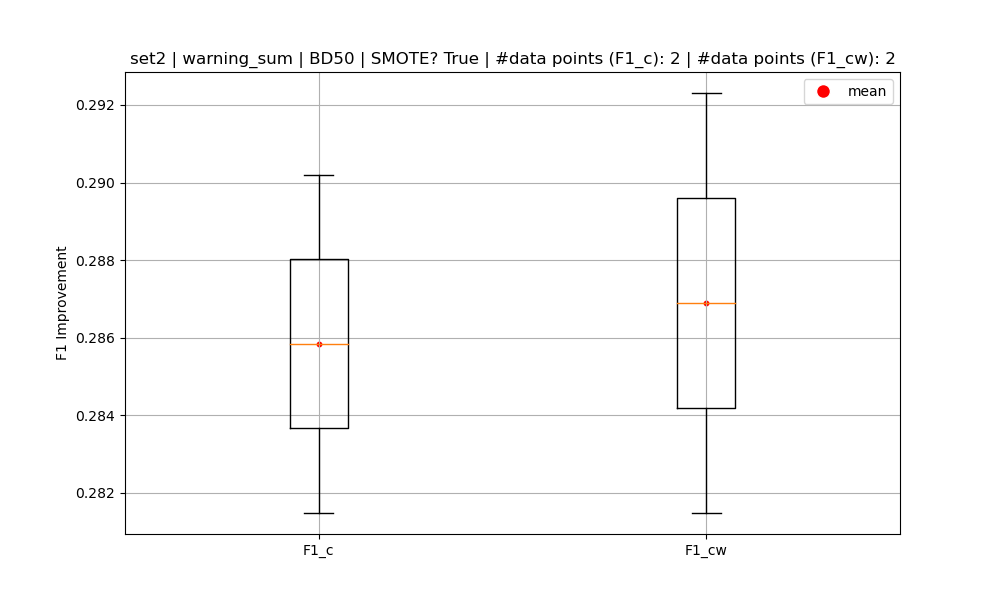 set2 | warning_sum | BD50 | SMOTE? True | #data points (F1_c): 2 | #data points (F1_cw): 2
mean
0.292
0.290
0.288
0.286
0.284
0.282
F1 Improvement
F1_c
F1_cw